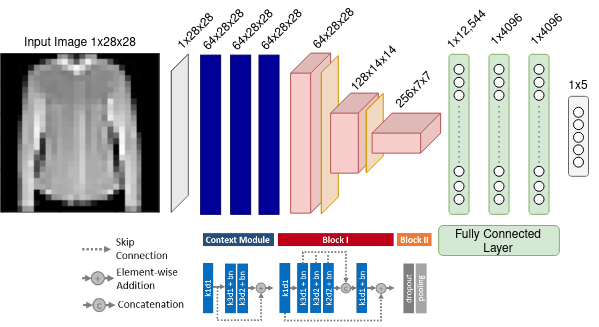 Input Image 1x28x28
1x28x28
64x28x28
64x28x28
64x28x28
64x28x28
128x14x14
256x7x7
1x12,544
1x4096
1x4096
1x5
Fully Connected
Layer
Skip
Connection
Element-wise
Addition
Concatenation
Context Module
Block I
Block II
k1d1
k3d1 + bn
k3d2 + bn
+
k1d1
k3d1 + bn
k3d2 + bn
k2d2 + bn
C
k1d1 + bn
+
dropout
pooling